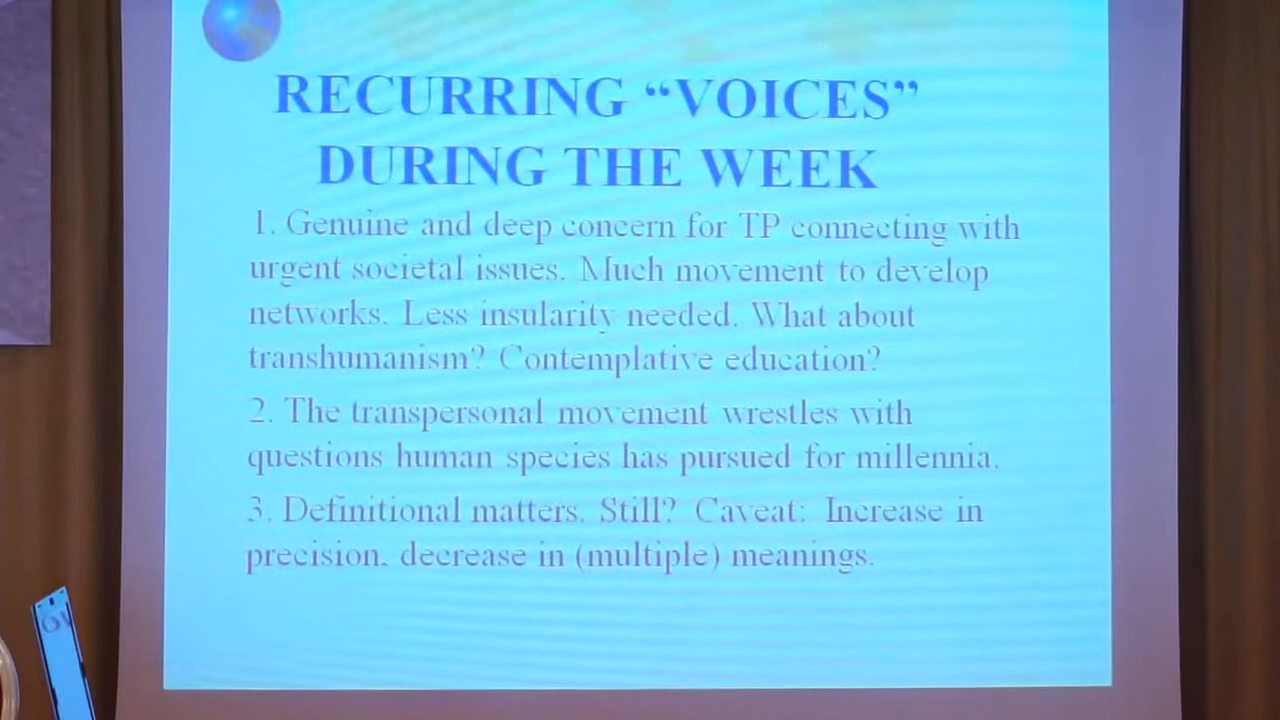 RECURRING “VOICES”
DURING THE WEEK
1. Genuine and deep concern for TP connecting with
urgent societal issues. Much movement to develop
networks. Less insularity needed. What about
transhumanism? Contemplative education?
2. The transpersonal movement wrestles with
questions human species has pursued for millennia.
3. Definitional matters. Still? Caveat: Increase in
precision, decrease in (multiple) meanings.